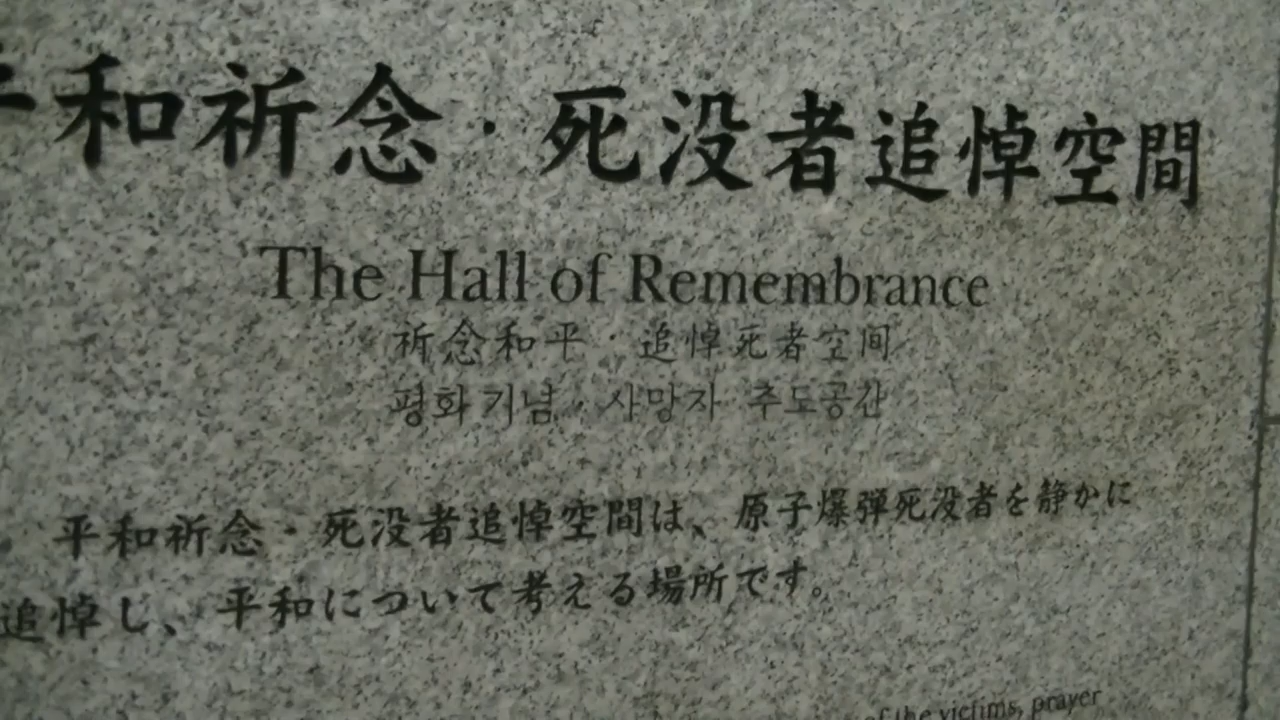 平和祈念・死没者追悼空間
The Hall of Remembrance
祈念和平・追悼死者空间
평화기념・사망자 추도공간
平和祈念・死没者追悼空間は、原子爆弾死没者を静かに
追悼し、平和について考える場所です。
of the victims, prayer